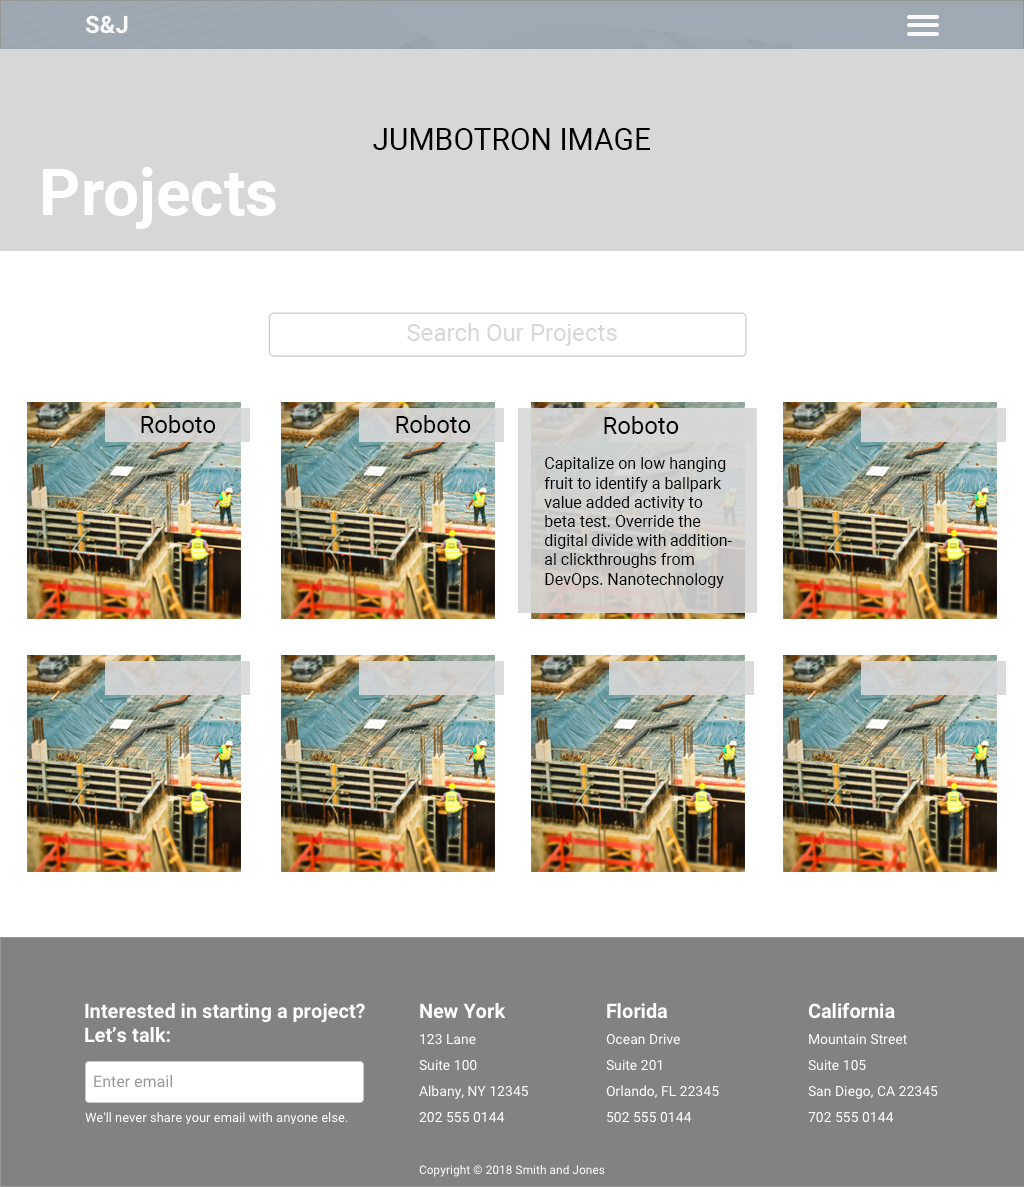 S&J
JUMBOTRON IMAGE
Projects
Search Our Projects
Roboto
Roboto
Roboto
Capitalize on low hanging
fruit to identify a ballpark
value added activity to
beta test. Override the
digital divide with addition-
al clickthroughs from
DevOps. Nanotechnology
Interested in starting a project?
Let’s talk:
Enter email
We'll never share your email with anyone else.
New York
123 Lane
Suite 100
Albany, NY 12345
202 555 0144
Florida
Ocean Drive
Suite 201
Orlando, FL 22345
502 555 0144
California
Mountain Street
Suite 105
San Diego, CA 22345
702 555 0144
Copyright © 2018 Smith and Jones